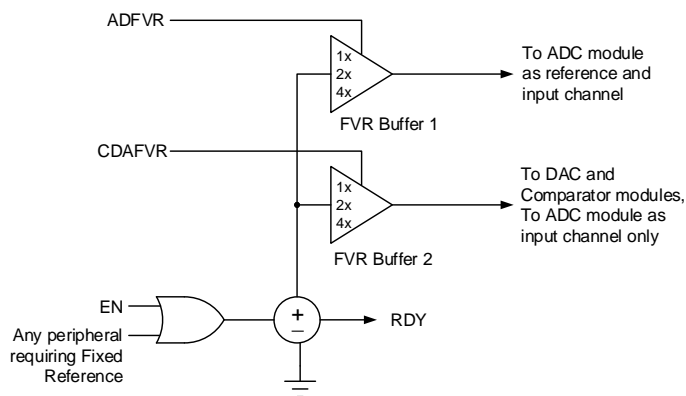 ADFVR
1x
2x
4x
To ADC module
as reference and
input channel
FVR Buffer 1
CDAFVR
1x
2x
4x
To DAC and
Comparator modules,
To ADC module as
input channel only
FVR Buffer 2
EN
Any peripheral
requiring Fixed
Reference
+
–
RDY